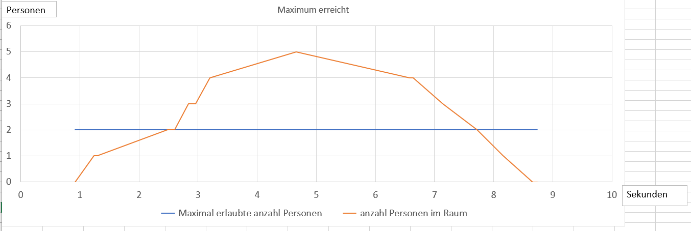 Personen
Maximum erreicht
6
5
4
3
2
1
0
0 1 2 3 4 5 6 7 8 9 10
Sekunden
Maximal erlaubte anzahl Personen
anzahl Personen im Raum